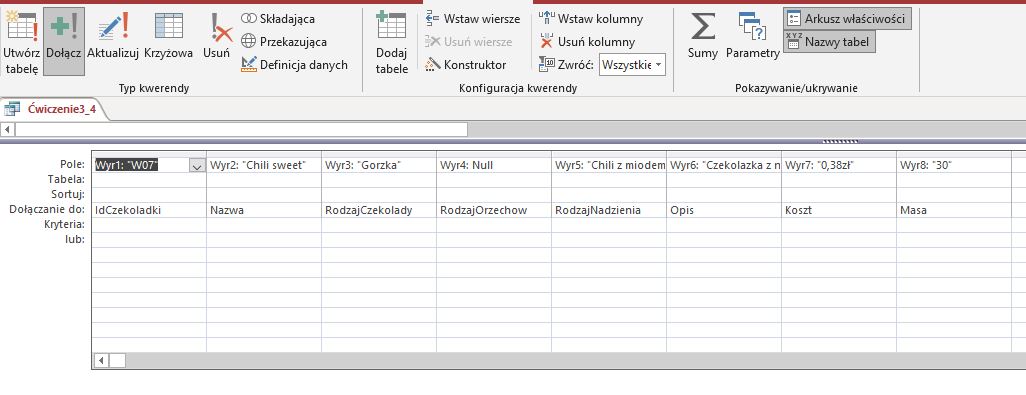 Utwórz tabelę
Dołącz
Aktualizuj
Krzyżowa
Usuń
Składająca
Przekazująca
Definicja danych
Typ kwerendy
Dodaj tabele
Wstaw wiersze
Usuń wiersze
Konstruktor
Wstaw kolumny
Usuń kolumny
Zwróć: Wszystkie
Konfiguracja kwerendy
Sumy
Parametry
Arkusz właściwości
XYZ Nazwy tabel
Pokazywanie/ukrywanie
Ćwiczenie3_4
Pole: Wyr1: "W07" Wyr2: "Chili sweet" Wyr3: "Gorzka" Wyr4: Null Wyr5: "Chili z miodem Wyr6: "Czekolazka z n Wyr7: "0,38zł" Wyr8: "30"
Tabela:
Sortuj:
Dołączanie do: IdCzekoladki Nazwa RodzajCzekolady RodzajOrzechow RodzajNadzienia Opis Koszt Masa
Kryteria:
lub: